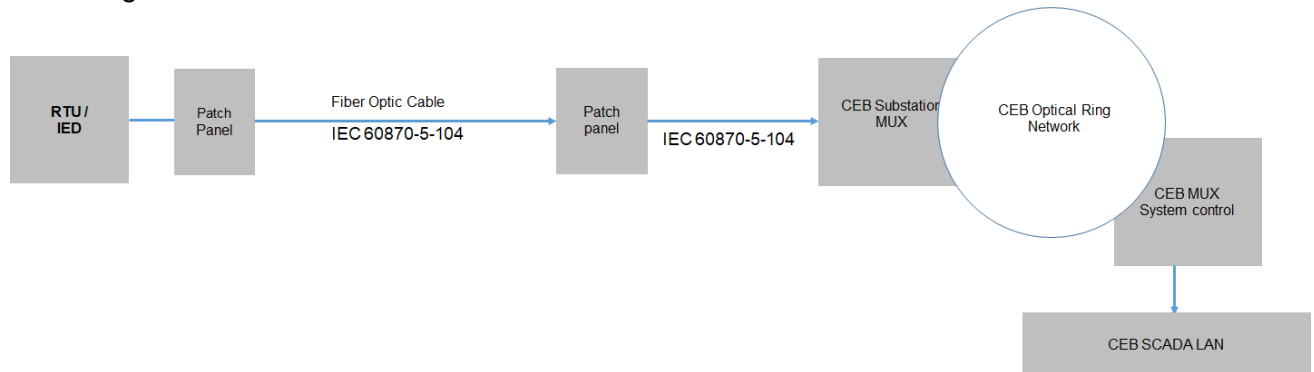 RTU /
IED
Patch
Panel
Fiber Optic Cable
IEC 60870-5-104
Patch
panel
IEC 60870-5-104
CEB Substation
MUX
CEB Optical Ring
Network
CEB MUX
System control
CEB SCADA LAN